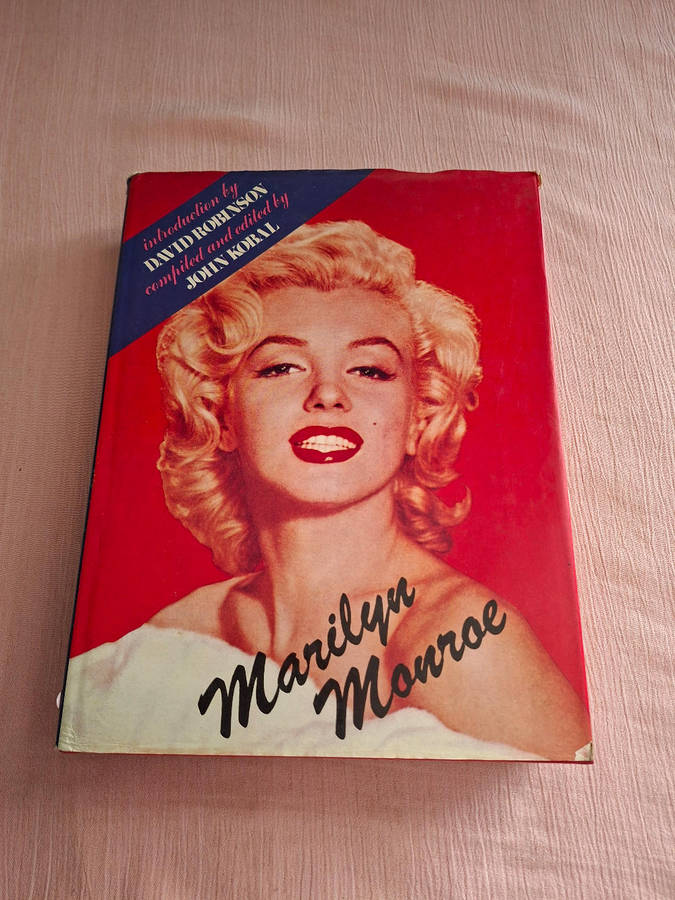 introduction by
DAVID ROBINSON
compiled and edited by
JOHN KOBAL
Marilyn
Monroe